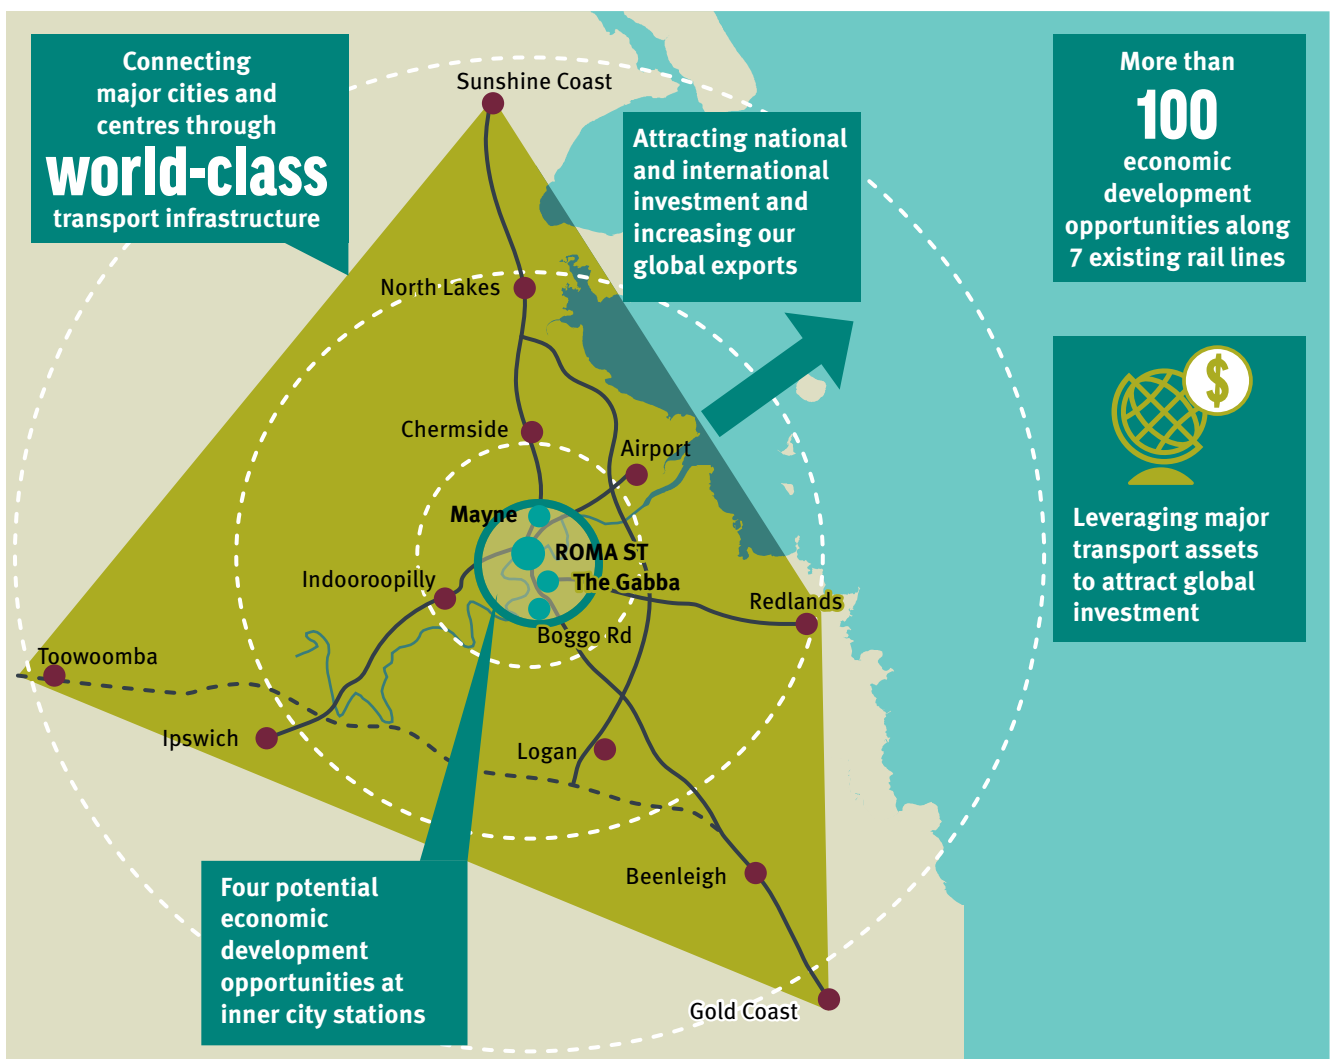 Connecting
major cities and
centres through
world-class
transport infrastructure
Sunshine Coast
Attracting national
and international
investment and
increasing our
global exports
More than
100
economic
development
opportunities along
7 existing rail lines
North Lakes
Chermside
Airport
$
Mayne
ROMA ST
The Gabba
Indooroopilly
Redlands
Boggo Rd
Leveraging major
transport assets
to attract global
investment
Toowoomba
Ipswich
Logan
Beenleigh
Four potential
economic
development
opportunities at
inner city stations
Gold Coast